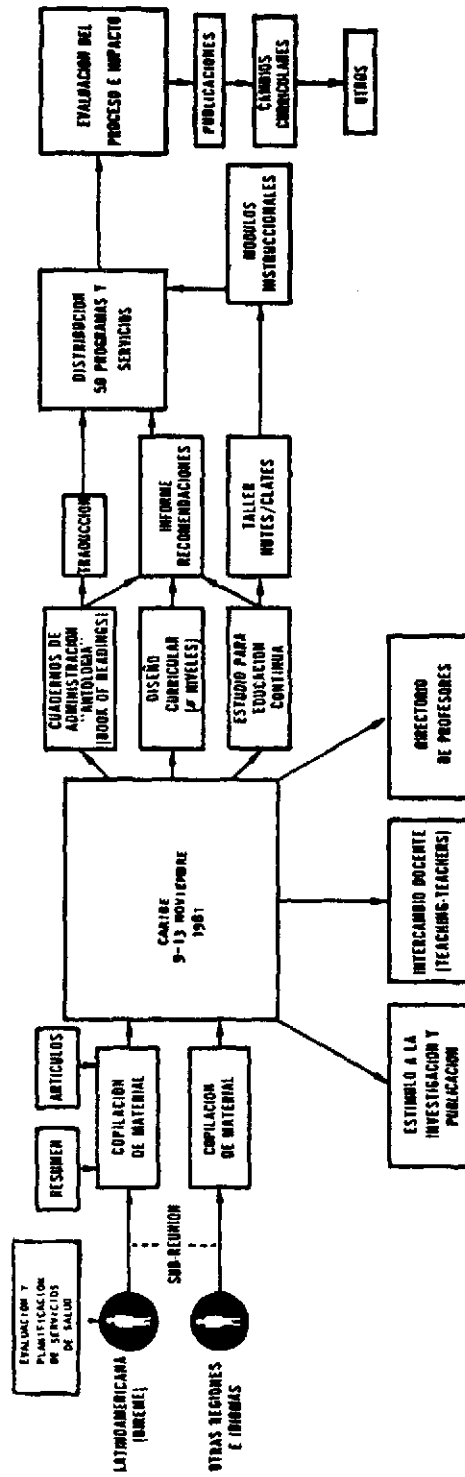 EVALUACION Y
PLANIFICACION
DE SERVICIOS
DE SALUD
LATINOAMERICANA
(BIREME)
OTRAS REGIONES
E IDIOMAS
SUB-REUNION
RESUMEN
ARTICULOS
COPILACION
DE MATERIAL
COPILACION
DE MATERIAL
CARIBE
9-13 NOVIEMBRE
1981
CUADERNOS DE
ADMINISTRACION
"ANTOLOGIA"
(BOOK OF READINGS)
DISEÑO
CURRICULAR
NIVELES)
ESTUDIO PARA
EDUCACION
CONTINUA
TRADUCCION
INFORME
RECOMENDACIONES
TALLER
NUTES/CLATES
DISTRIBUCION
50 PROGRAMAS Y
SERVICIOS
MODULOS
INSTRUCCIONALES
EVALUACION DEL
PROCESO E IMPACTO
PUBLICACIONES
CAMBIOS
CURRICULARES
OTROS
ESTIMULO A LA
INVESTIGACION Y
PUBLICACION
INTERCAMBIO DOCENTE
(TEACHING-TEACHERS)
DIRECTORIO
DE PROFESORES